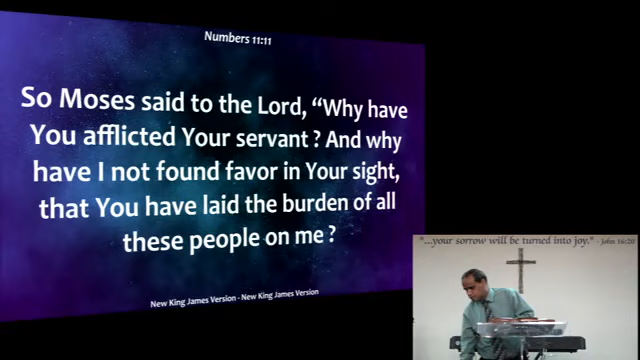 Numbers 11:11
So Moses said to the Lord, “Why have
You afflicted Your servant ? And why
have I not found favor in Your sight,
that You have laid the burden of all
these people on me ?
New King James Version - New King James Version
"...your sorrow will be turned into joy." - John 16:20